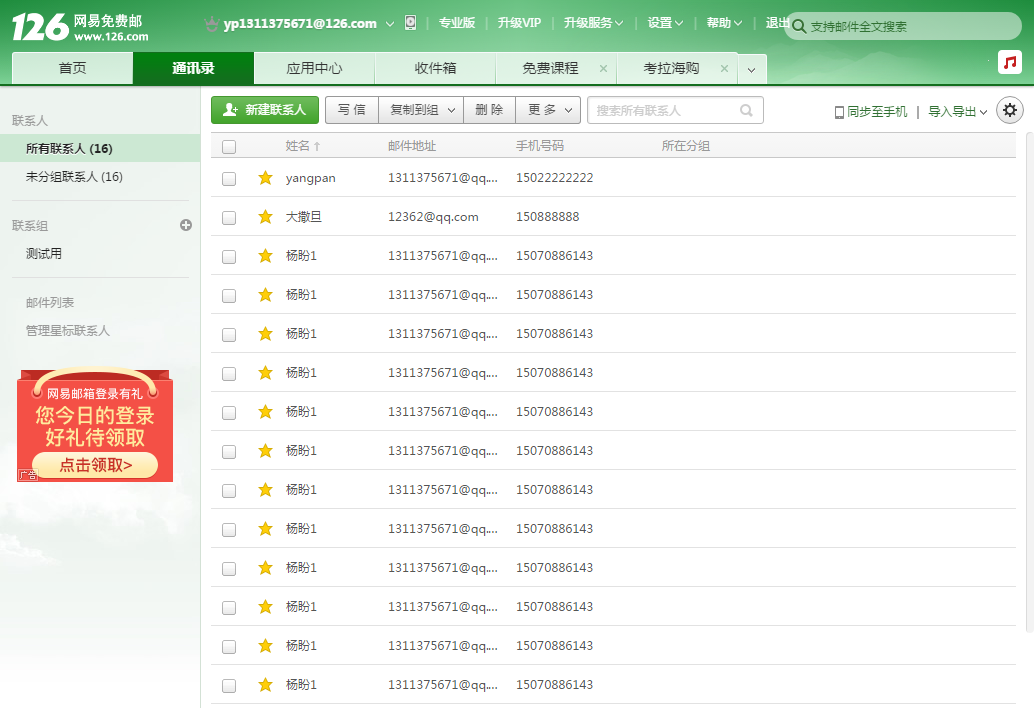 126 网易免费邮
www.126.com
yp1311375671@126.com 专业版 升级VIP 升级服务 设置 帮助 退出 支持邮件全文搜索
首页 通讯录 应用中心 收件箱 免费课程 × 考拉海购 ×
新建联系人 写 信 复制到组 删 除 更 多 搜索所有联系人 同步至手机 | 导入导出
联系人
所有联系人 (16)
未分组联系人 (16)
联系组
测试用
邮件列表
管理星标联系人
网易邮箱登录有礼
您今日的登录
好礼待领取
点击领取>
广告
姓名↑ 邮件地址 手机号码 所在分组
yangpan 1311375671@qq.... 15022222222
大撒旦 12362@qq.com 150888888
杨盼1 1311375671@qq.... 15070886143
杨盼1 1311375671@qq.... 15070886143
杨盼1 1311375671@qq.... 15070886143
杨盼1 1311375671@qq.... 15070886143
杨盼1 1311375671@qq.... 15070886143
杨盼1 1311375671@qq.... 15070886143
杨盼1 1311375671@qq.... 15070886143
杨盼1 1311375671@qq.... 15070886143
杨盼1 1311375671@qq.... 15070886143
杨盼1 1311375671@qq.... 15070886143
杨盼1 1311375671@qq.... 15070886143
杨盼1 1311375671@qq.... 15070886143